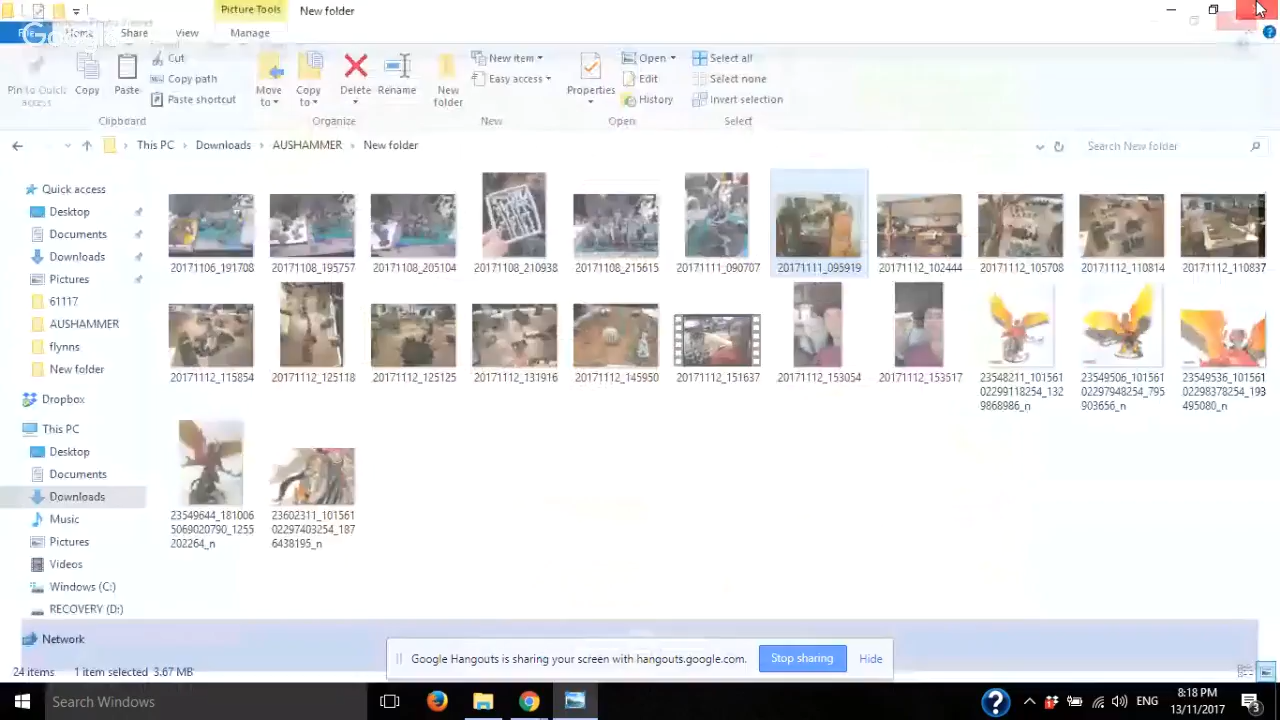 Picture Tools
New folder
File
Home
Share
View
Manage
Pin to Quick access
Copy
Paste
Cut
Copy path
Paste shortcut
Move to
Copy to
Delete
Rename
New folder
New item
Easy access
Properties
Open
Edit
History
Select all
Select none
Invert selection
Clipboard
Organize
New
Open
Select
This PC
Downloads
AUSHAMMER
New folder
Search New folder
Quick access
Desktop
Documents
Downloads
Pictures
61117
AUSHAMMER
flynns
New folder
Dropbox
This PC
Desktop
Documents
Downloads
Music
Pictures
Videos
Windows (C:)
RECOVERY (D:)
Network
20171106_191708
20171108_195757
20171108_205104
20171108_210938
20171108_215615
20171111_090707
20171111_095919
20171112_102444
20171112_105708
20171112_110814
20171112_110837
20171112_115854
20171112_125118
20171112_125125
20171112_131916
20171112_145950
20171112_151637
20171112_153054
20171112_153517
23548211_101561
02299118254_132
9868986_n
23549506_101561
02297948254_795
903656_n
23549536_101561
02298378254_193
495080_n
23549644_181006
5069020790_1255
202264_n
23602311_101561
02297403254_187
6438195_n
24 items
1 item selected 3.67 MB
Google Hangouts is sharing your screen with hangouts.google.com.
Stop sharing
Hide
Search Windows
ENG
8:18 PM
13/11/2017
3